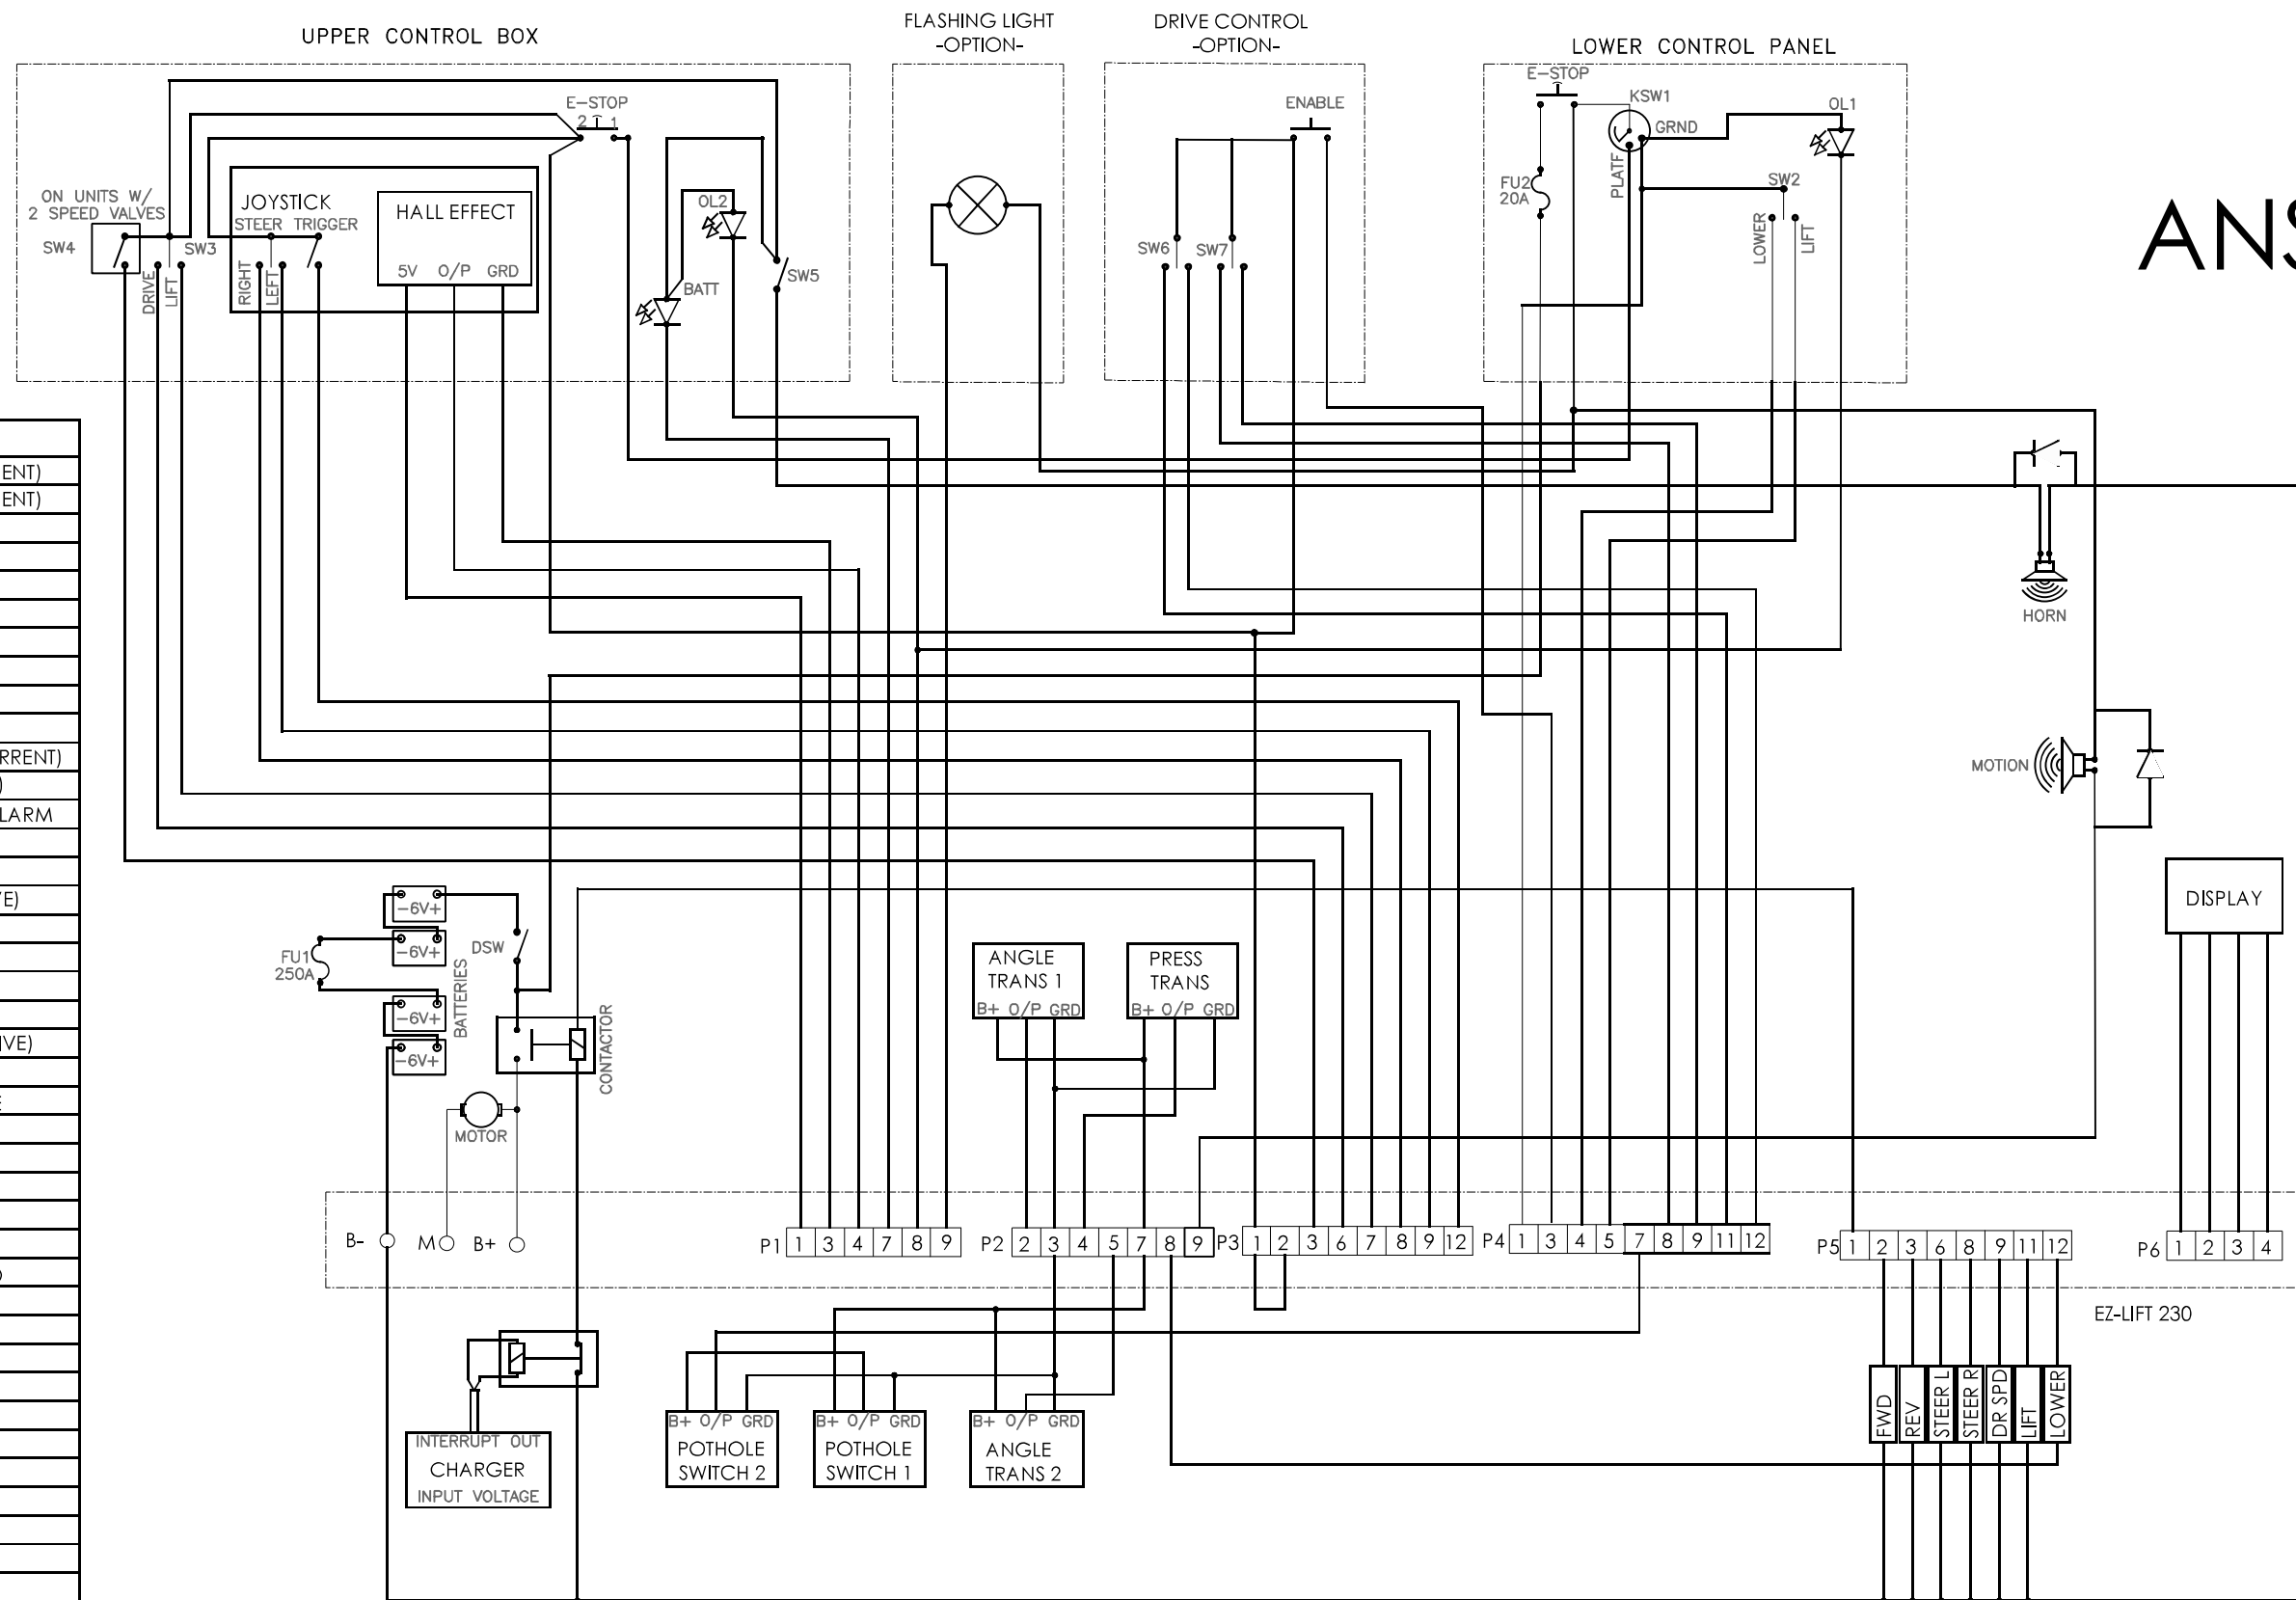 UPPER CONTROL BOX
FLASHING LIGHT
-OPTION-
DRIVE CONTROL
-OPTION-
LOWER CONTROL PANEL
E-STOP
2 1
ENABLE
E-STOP
KSW1
GRND
PLATF
OL1
FU2
20A
SW2
LOWER
LIFT
ANS
ON UNITS W/
2 SPEED VALVES
SW4
SW3
DRIVE
LIFT
JOYSTICK
STEER TRIGGER
RIGHT
LEFT
HALL EFFECT
5V O/P GRD
OL2
BATT
SW5
SW6
SW7
ENT)
ENT)
RRENT)
)
LARM
E)
VE)
HORN
MOTION
DISPLAY
-6V+
-6V+
-6V+
-6V+
FU1
250A
BATTERIES
DSW
CONTACTOR
MOTOR
ANGLE
TRANS 1
B+ O/P GRD
PRESS
TRANS
B+ O/P GRD
B-
M
B+
P1 1 3 4 7 8 9
P2 2 3 4 5 7 8 9
P3 1 2 3 6 7 8 9 12
P4 1 3 4 5 7 8 9 11 12
P5 1 2 3 6 8 9 11 12
P6 1 2 3 4
EZ-LIFT 230
FWD
REV
STEER L
STEER R
DR SPD
LIFT
LOWER
INTERRUPT OUT
CHARGER
INPUT VOLTAGE
B+ O/P GRD
POTHOLE
SWITCH 2
B+ O/P GRD
POTHOLE
SWITCH 1
B+ O/P GRD
ANGLE
TRANS 2